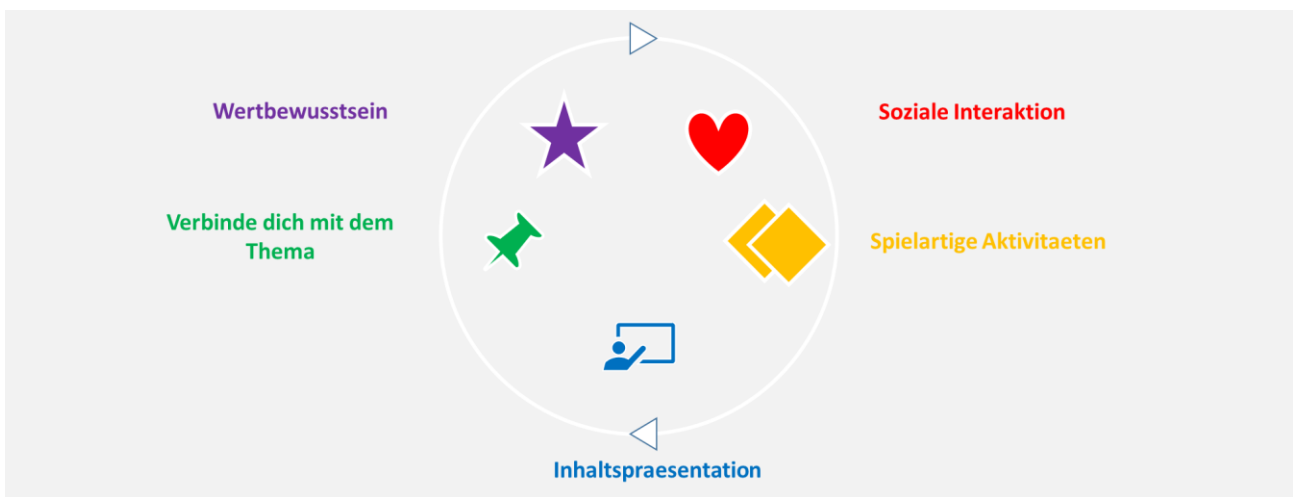 Wertbewusstsein
Soziale Interaktion
Verbinde dich mit dem
Thema
Spielartige Aktivitaeten
Inhaltspraesentation